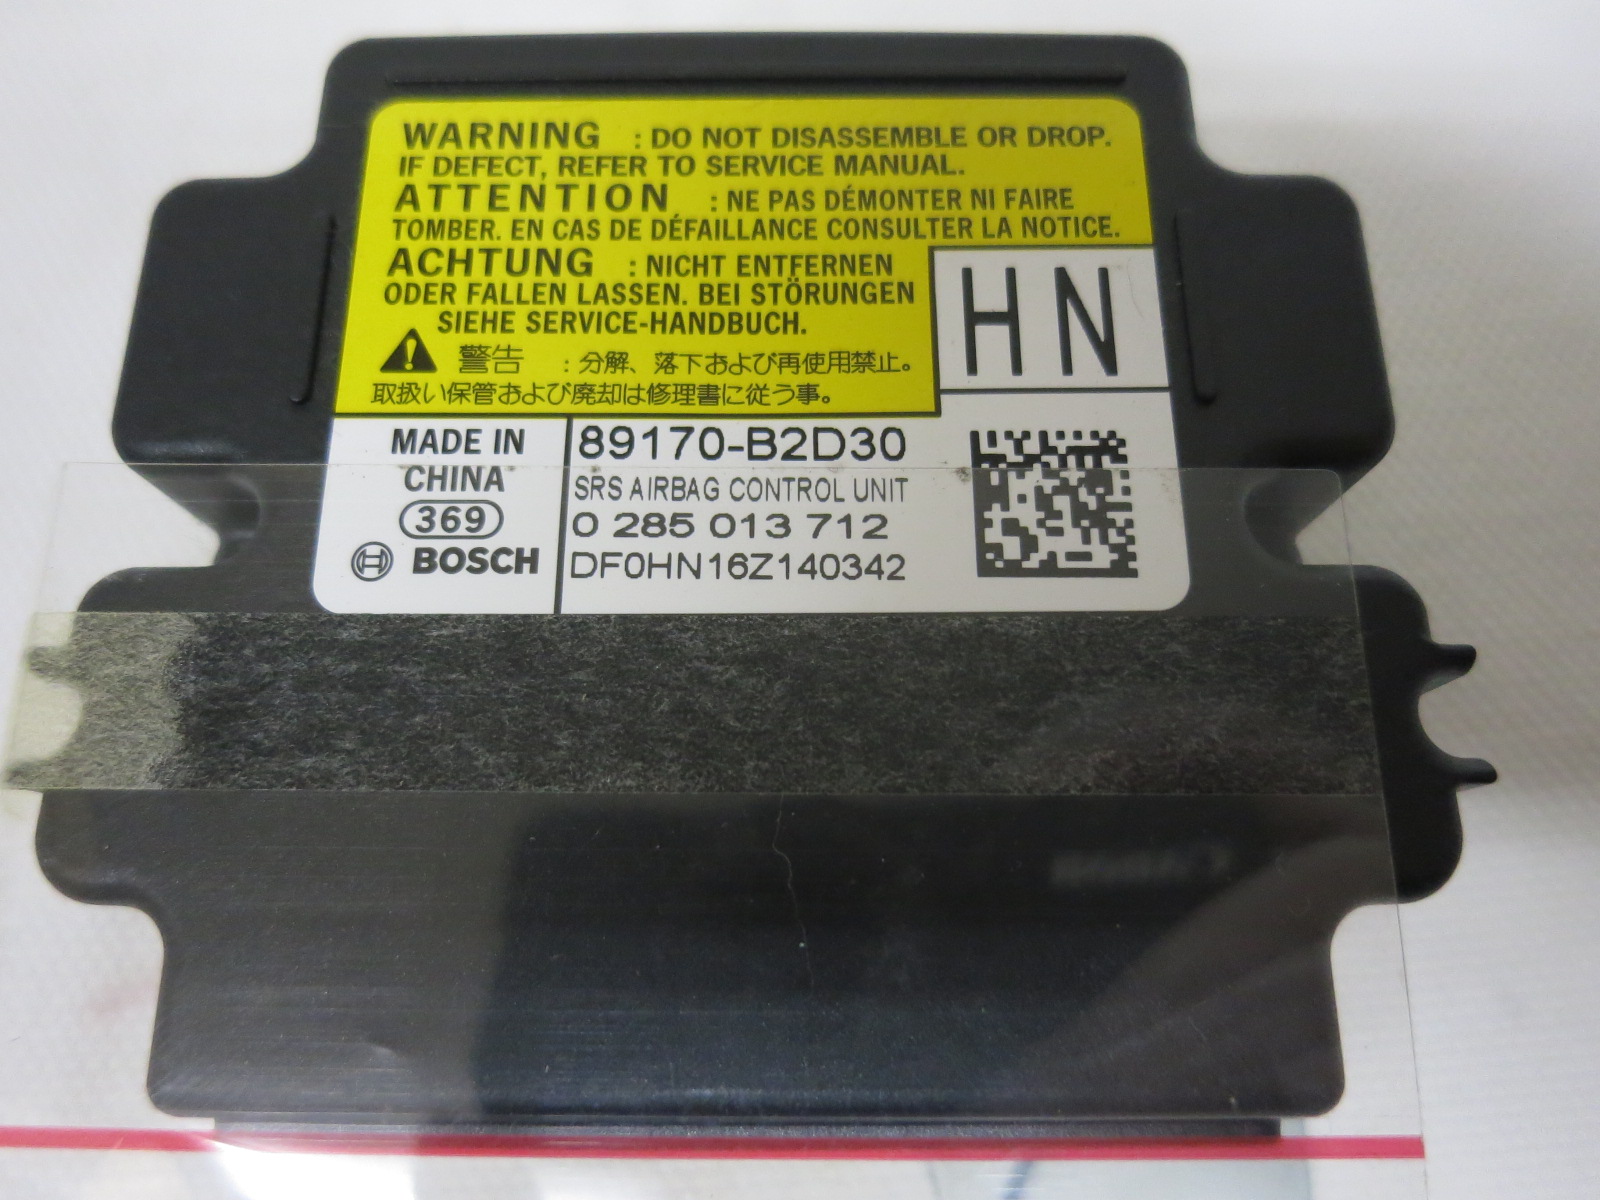 WARNING : DO NOT DISASSEMBLE OR DROP.
IF DEFECT, REFER TO SERVICE MANUAL.
ATTENTION : NE PAS DÉMONTER NI FAIRE
TOMBER. EN CAS DE DÉFAILLANCE CONSULTER LA NOTICE.
ACHTUNG : NICHT ENTFERNEN
ODER FALLEN LASSEN. BEI STÖRUNGEN
SIEHE SERVICE-HANDBUCH.
警告 : 分解、落下および再使用禁止。
取扱い保管および廃却は修理書に従う事。
HN
MADE IN
CHINA
369
BOSCH
89170-B2D30
SRS AIRBAG CONTROL UNIT
0 285 013 712
DF0HN16Z140342